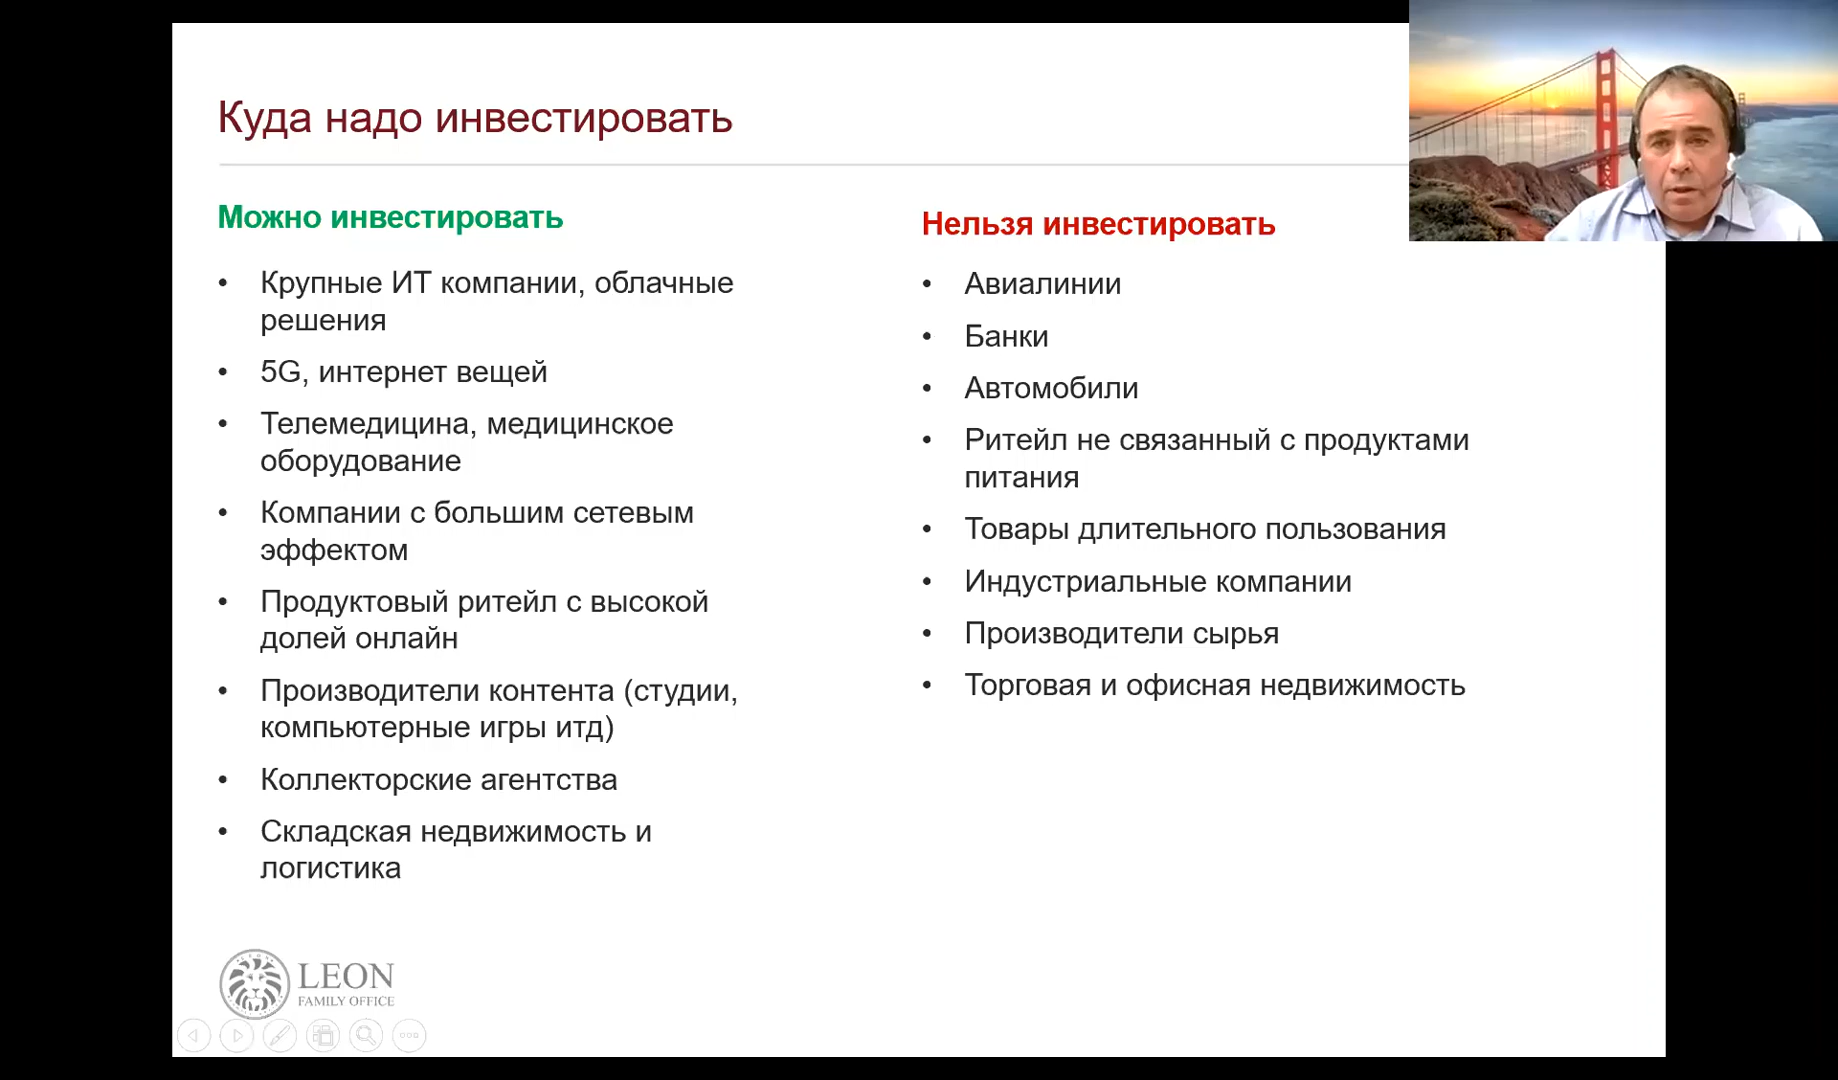 Куда надо инвестировать
Можно инвестировать
• Крупные ИТ компании, облачные
решения
• 5G, интернет вещей
• Телемедицина, медицинское
оборудование
• Компании с большим сетевым
эффектом
• Продуктовый ритейл с высокой
долей онлайн
• Производители контента (студии,
компьютерные игры итд)
• Коллекторские агентства
• Складская недвижимость и
логистика
Нельзя инвестировать
• Авиалинии
• Банки
• Автомобили
• Ритейл не связанный с продуктами
питания
• Товары длительного пользования
• Индустриальные компании
• Производители сырья
• Торговая и офисная недвижимость
LEON
FAMILY OFFICE